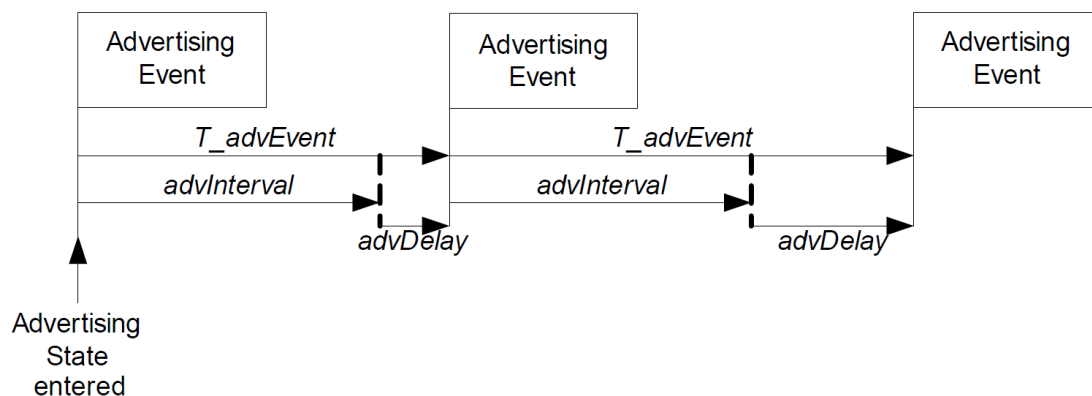 Advertising
Event
Advertising
Event
Advertising
Event
T_advEvent
T_advEvent
advInterval
advInterval
advDelay
advDelay
Advertising
State
entered